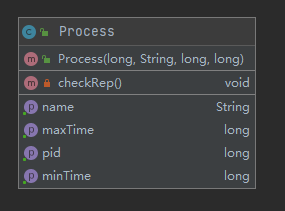 Process
Process(long, String, long, long)
checkRep() void
name String
maxTime long
pid long
minTime long